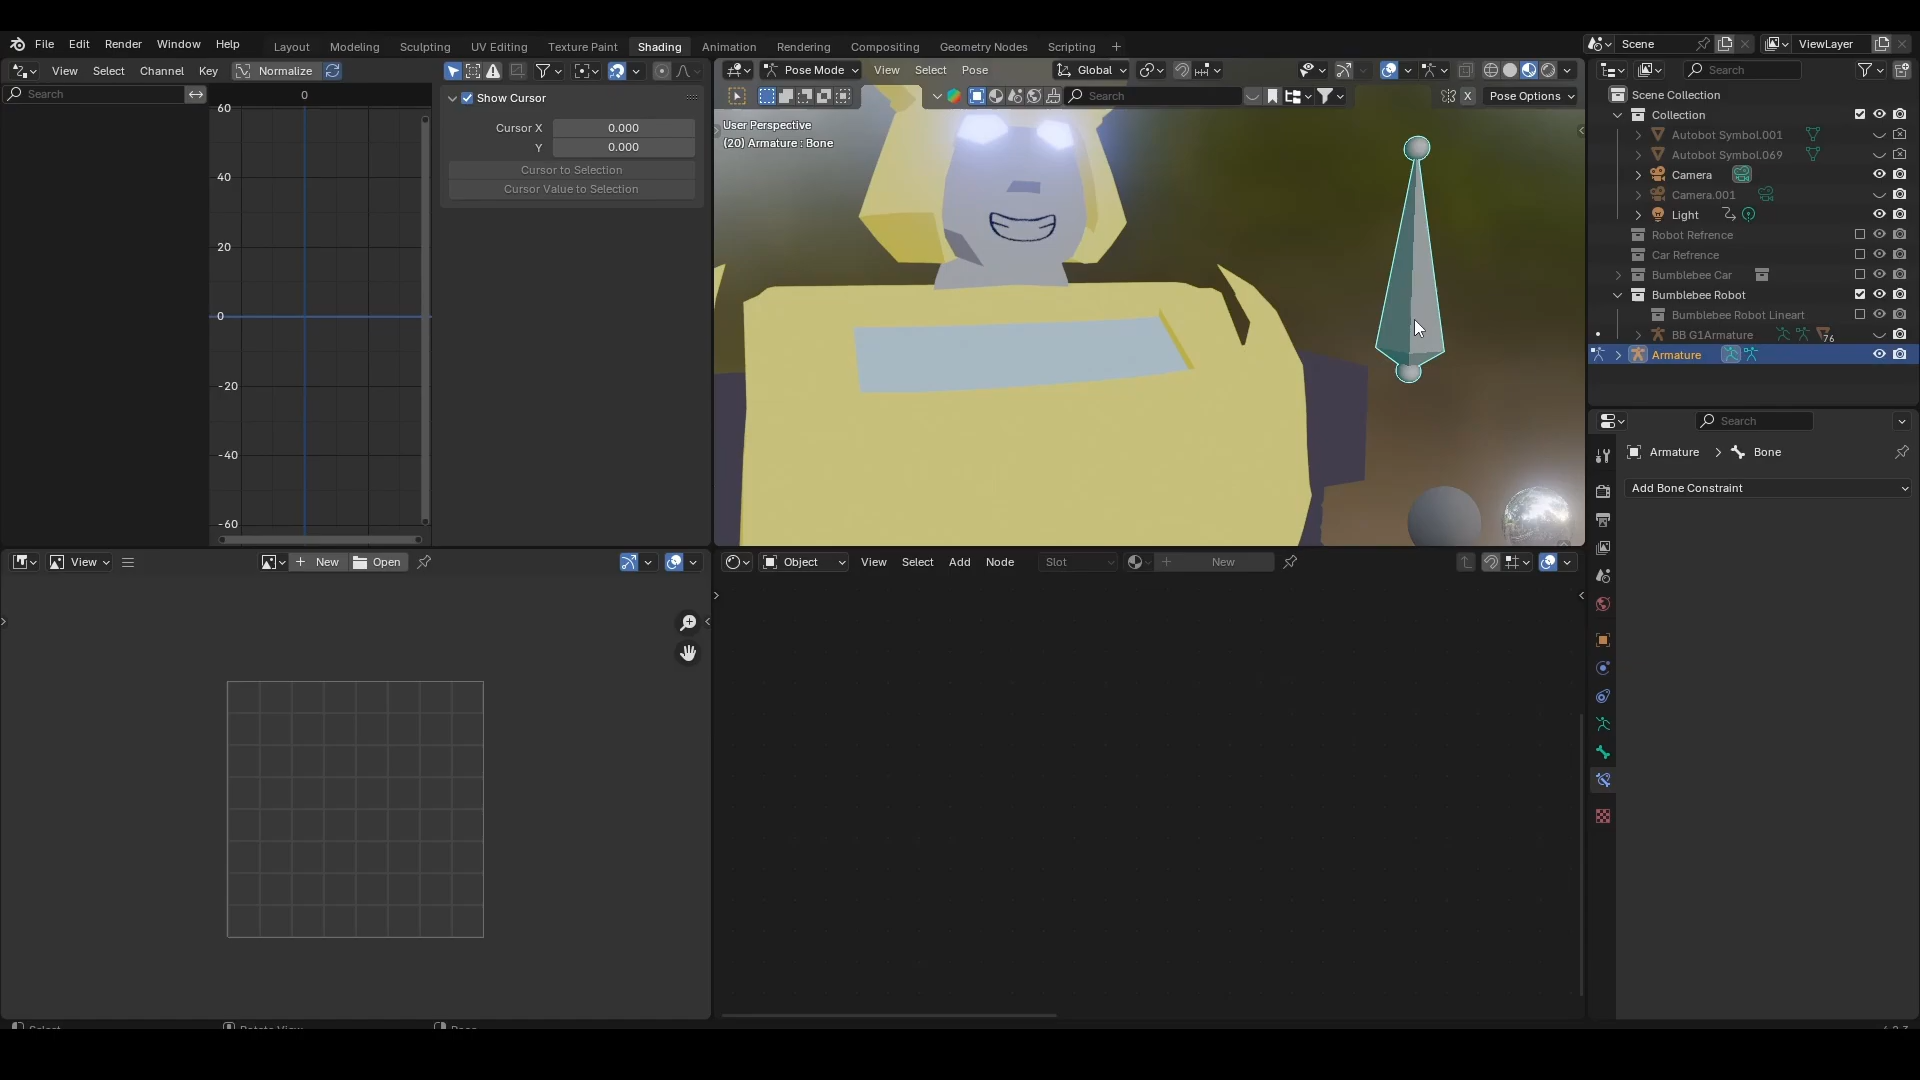 File Edit Render Window Help Layout Modeling Sculpting UV Editing Texture Paint Shading Animation Rendering Compositing Geometry Nodes Scripting + Scene ViewLayer
View Select Channel Key Normalize Pose Mode View Select Pose Global Search
Search 0 Show Cursor Search X Pose Options Scene Collection
60 Cursor X 0.000 User Perspective Collection
Y 0.000 (20) Armature : Bone Autobot Symbol.001
Cursor to Selection Autobot Symbol.069
40 Cursor Value to Selection Camera
Camera.001
Light
20 Robot Refrence
Car Refrence
Bumblebee Car
Bumblebee Robot
0 Bumblebee Robot Lineart
BB G1Armature 76
Armature
-20
Search
-40 Armature > Bone
Add Bone Constraint
-60
View New Open Object View Select Add Node Slot New